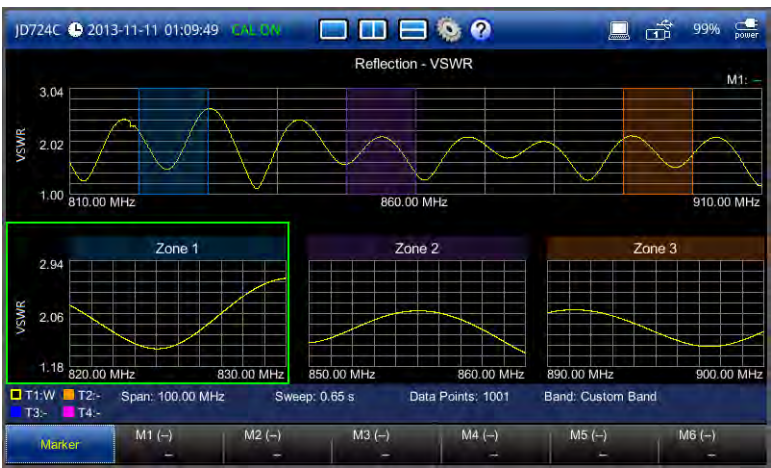 JD724C 2013-11-11 01:09:49 CAL ON 99% power
Reflection - VSWR
M1: --
3.04
VSWR
2.02
1.00
810.00 MHz 860.00 MHz 910.00 MHz
Zone 1 Zone 2 Zone 3
2.94
VSWR
2.06
1.18
820.00 MHz 830.00 MHz 850.00 MHz 860.00 MHz 890.00 MHz 900.00 MHz
T1:W T2:- Span: 100.00 MHz Sweep: 0.65 s Data Points: 1001 Band: Custom Band
T3:- T4:-
Marker M1 (--) M2 (--) M3 (--) M4 (--) M5 (--) M6 (--)
-- -- -- -- -- --